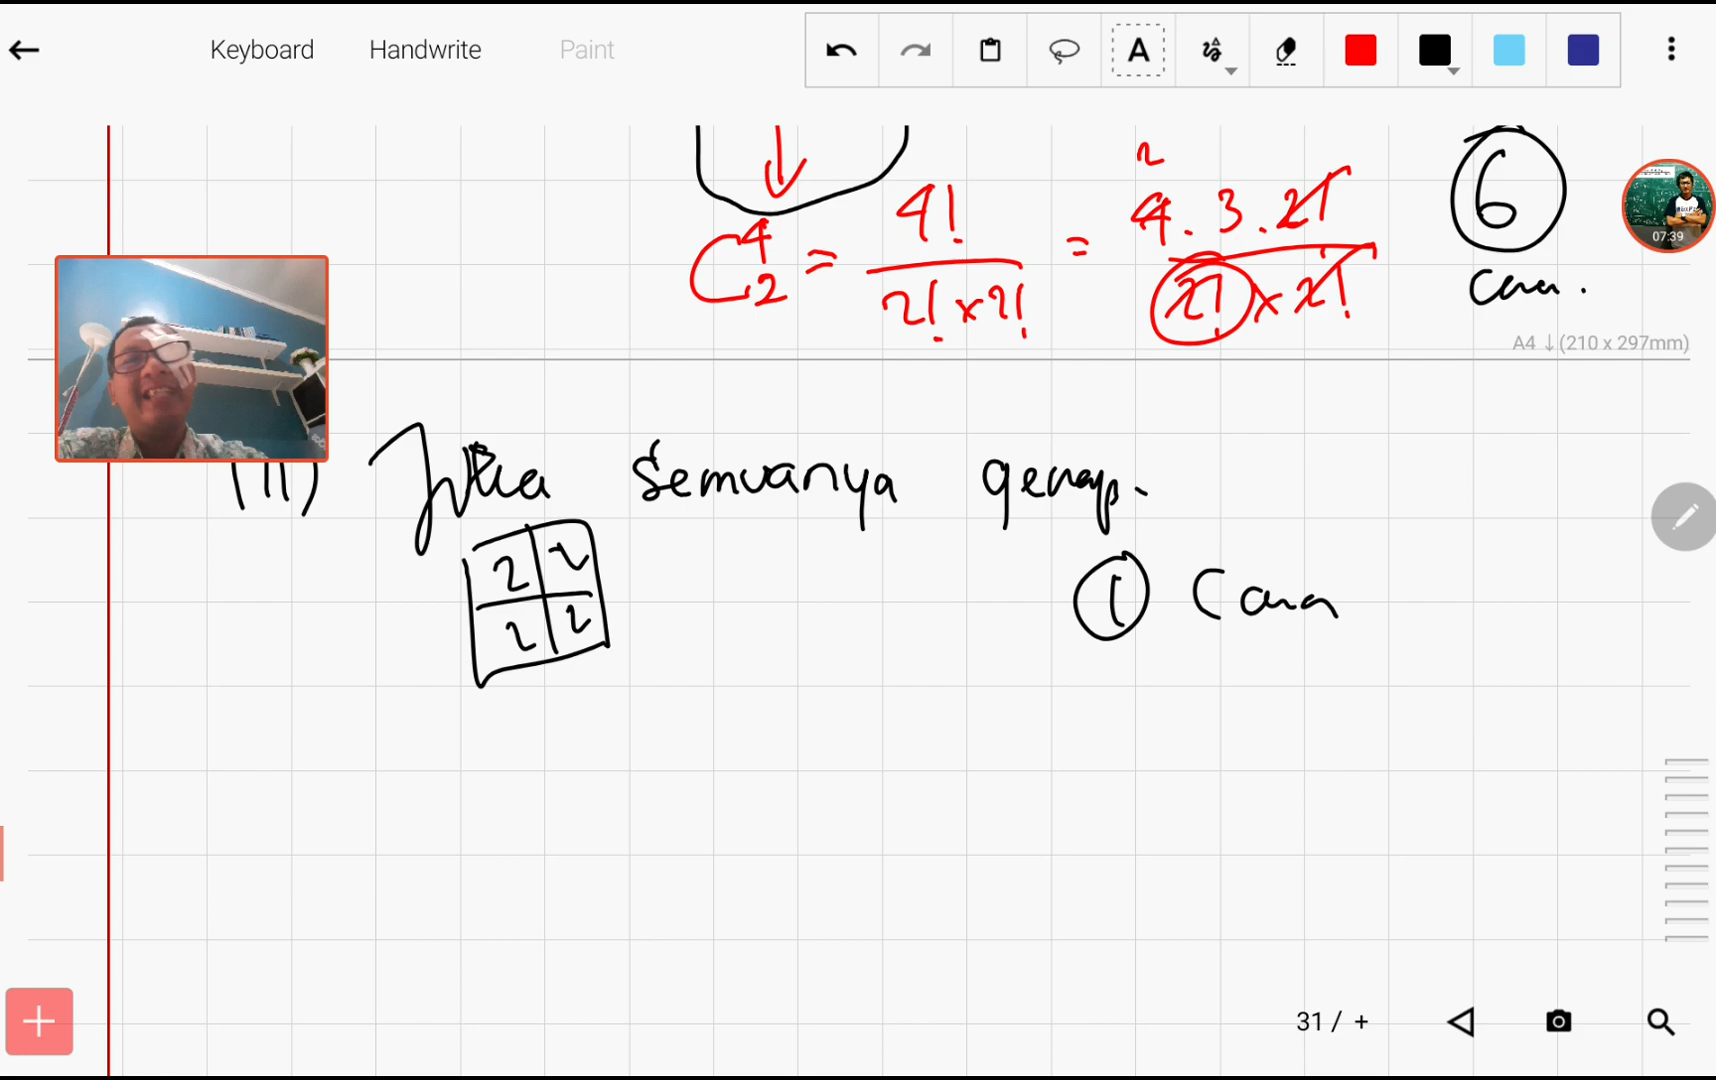 Keyboard Handwrite Paint A
2
C 4 2 = 4! / 2! x 2! = 4 . 3 . 2! / 2! x 2! 6
cara .
07:39
A4 ↓ (210 x 297mm)
(II) Jika semuanya genap .
2 2
2 2
1 Cara
31 / +